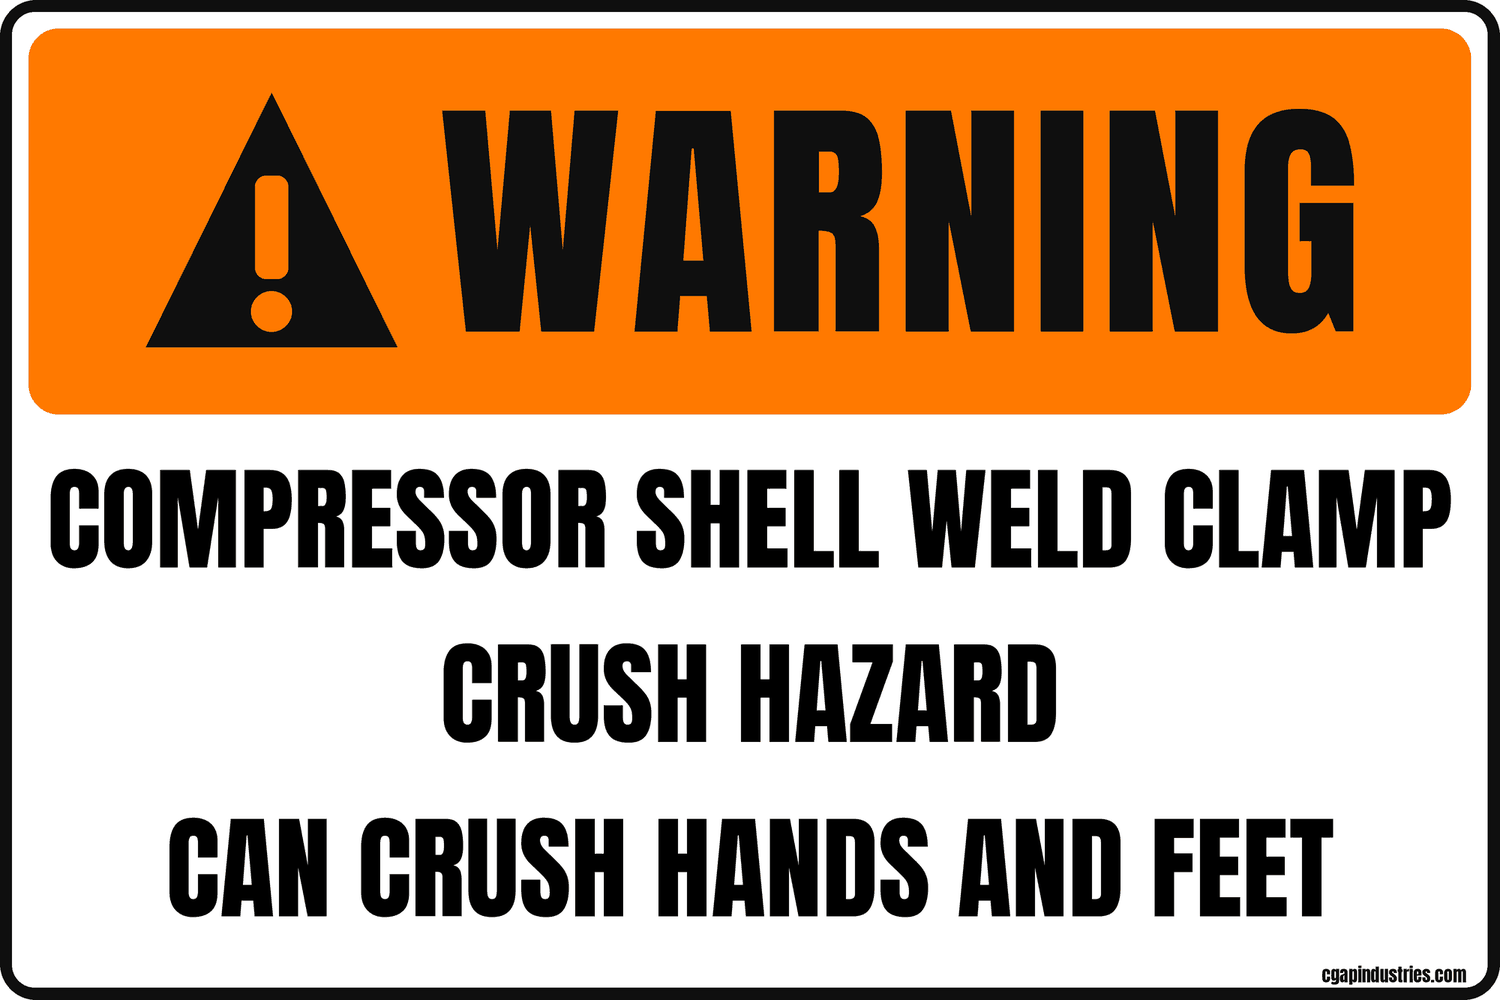 WARNING
COMPRESSOR SHELL WELD CLAMP
CRUSH HAZARD
CAN CRUSH HANDS AND FEET
cgapindustries.com